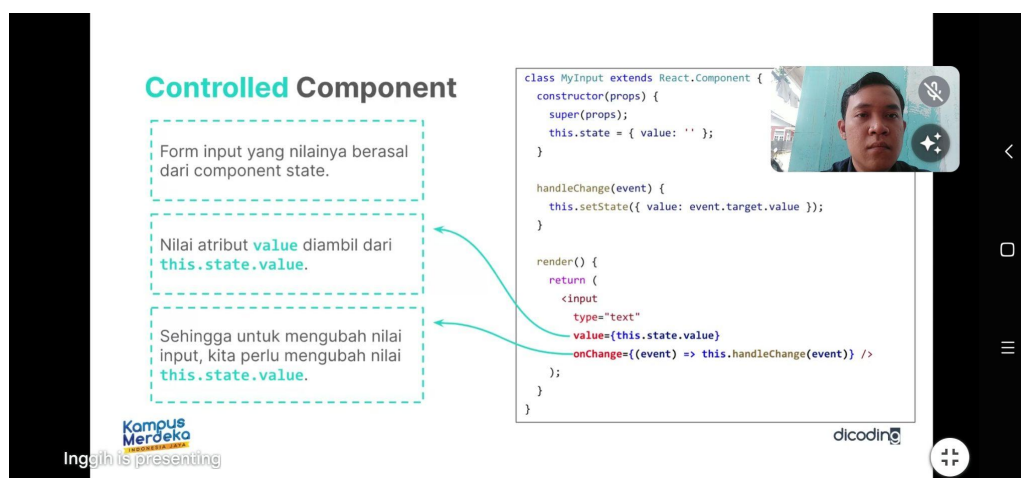 Controlled Component
Form input yang nilainya berasal
dari component state.
Nilai atribut value diambil dari
this.state.value.
Sehingga untuk mengubah nilai
input, kita perlu mengubah nilai
this.state.value.
class MyInput extends React.Component {
constructor(props) {
super(props);
this.state = { value: '' };
}
handleChange(event) {
this.setState({ value: event.target.value });
}
render() {
return (
<input
type="text"
value={this.state.value}
onChange={(event) => this.handleChange(event)} />
);
}
}
Kampus
Merdeka
INDONESIA JAYA
Inggih is presenting
dicoding